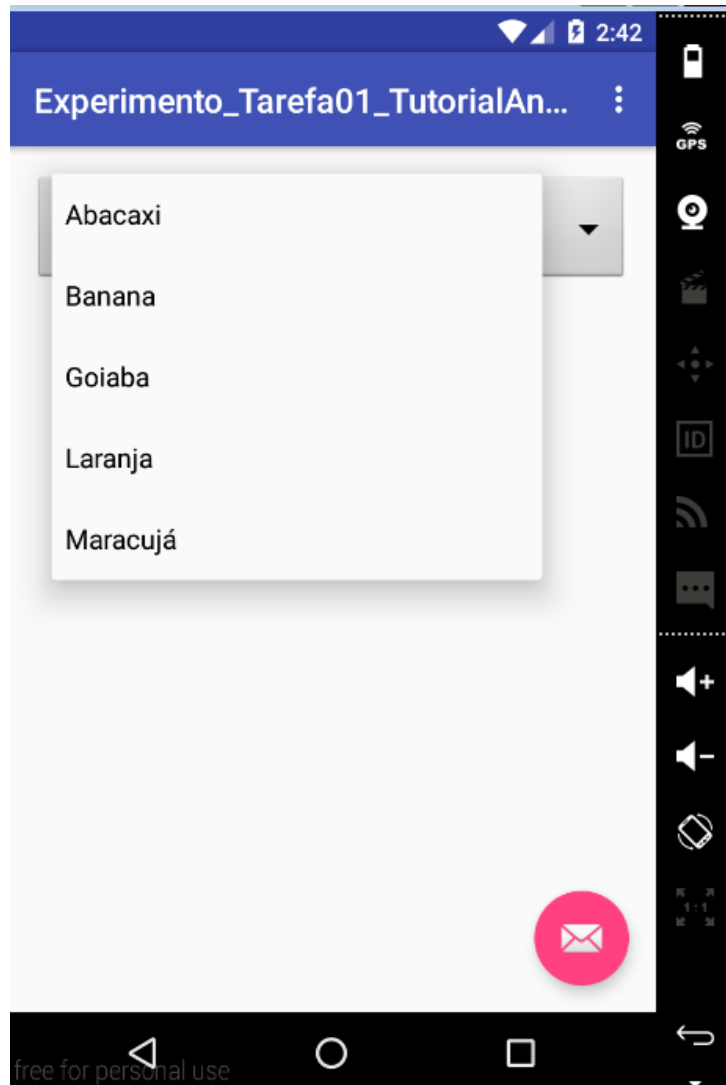 2:42
Experimento_Tarefa01_TutorialAn...
GPS
Abacaxi
Banana
Goiaba
Laranja
ID
Maracujá
1:1
free for personal use